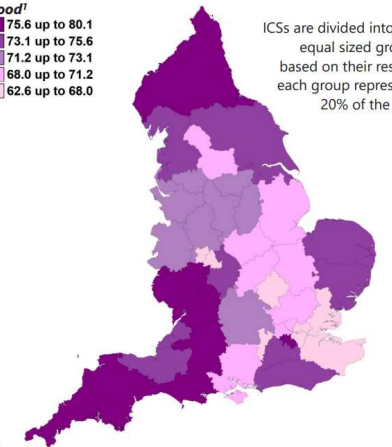 ood¹
75.6 up to 80.1
73.1 up to 75.6
71.2 up to 73.1
68.0 up to 71.2
62.6 up to 68.0
ICSs are divided into
equal sized gro
based on their res
each group repres
20% of the